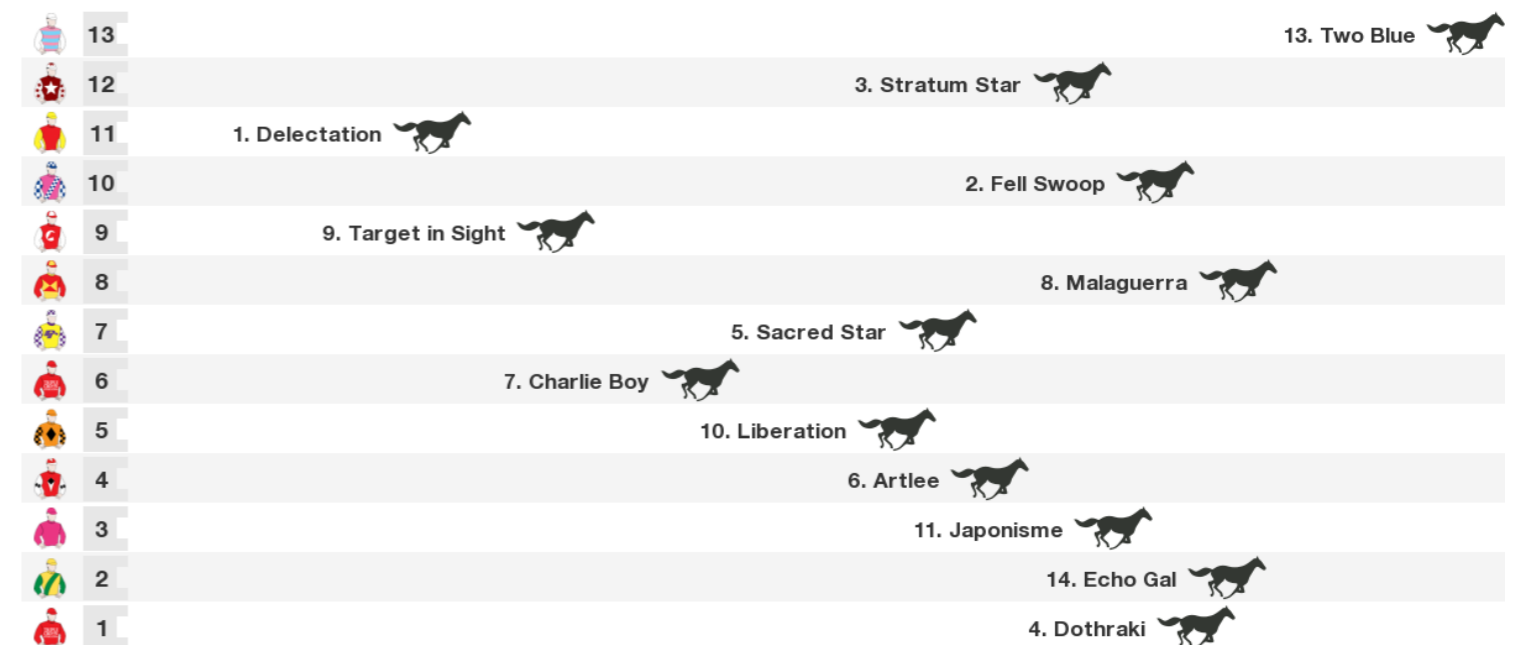 13 13. Two Blue
12 3. Stratum Star
11 1. Delectation
10 2. Fell Swoop
9 9. Target in Sight
8 8. Malaguerra
7 5. Sacred Star
6 7. Charlie Boy
5 10. Liberation
4 6. Artlee
3 11. Japonisme
2 14. Echo Gal
1 4. Dothraki